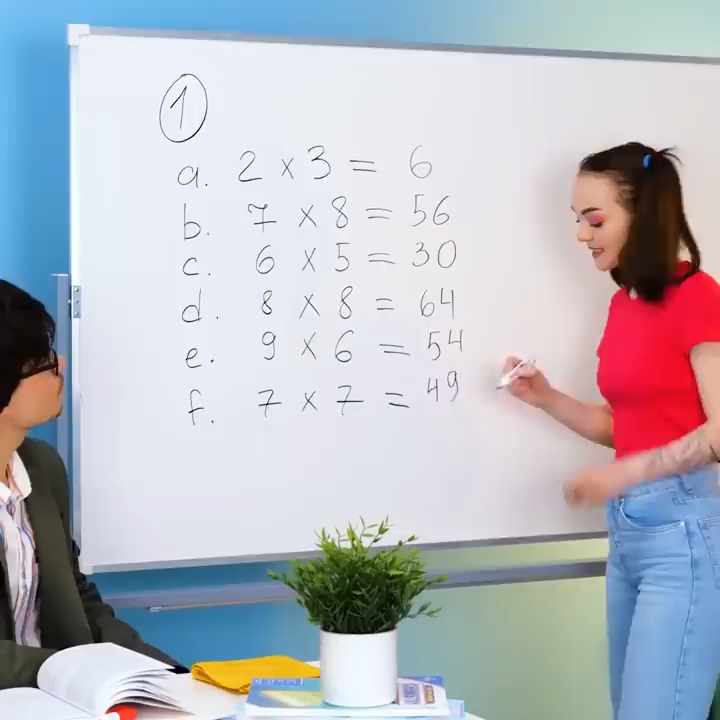 1
a. 2 × 3 = 6
b. 7 × 8 = 56
c. 6 × 5 = 30
d. 8 × 8 = 64
e. 9 × 6 = 54
f. 7 × 7 = 49